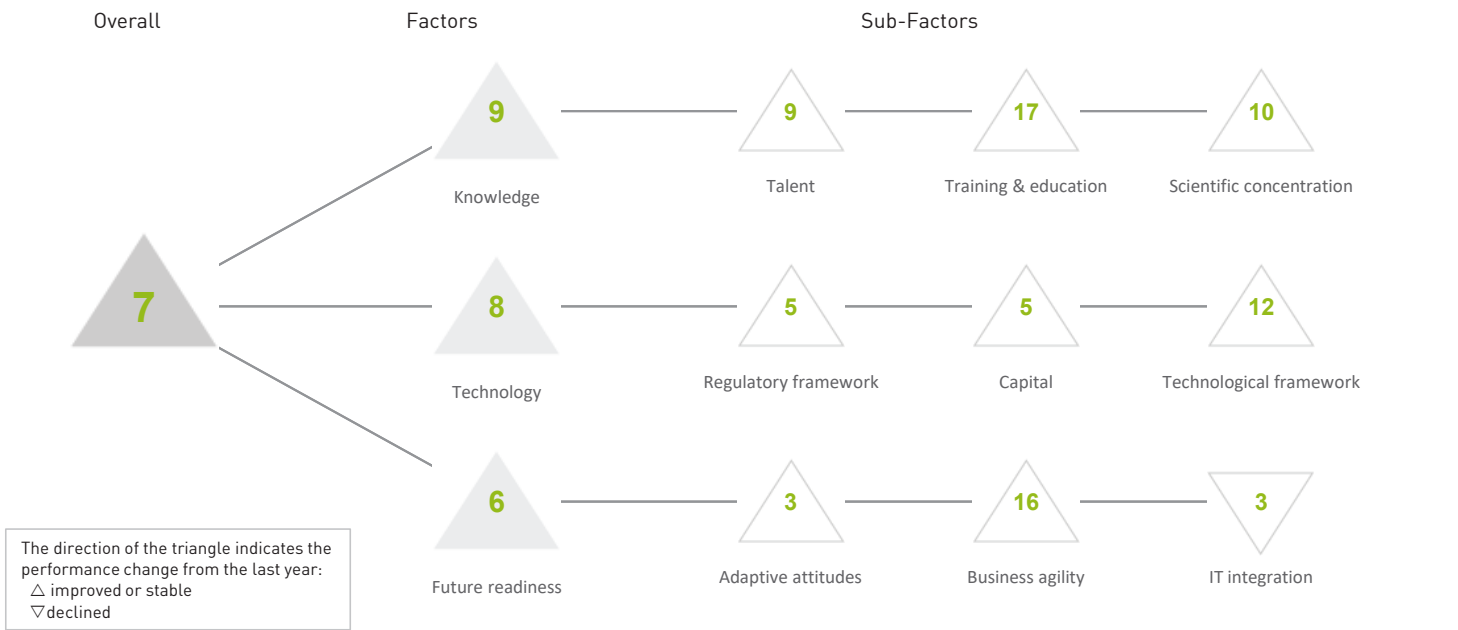 Overall
Factors
Sub-Factors
9
9
17
10
Knowledge
Talent
Training & education
Scientific concentration
7
8
5
5
12
Technology
Regulatory framework
Capital
Technological framework
6
3
16
3
Future readiness
Adaptive attitudes
Business agility
IT integration
The direction of the triangle indicates the
performance change from the last year:
△ improved or stable
▽ declined